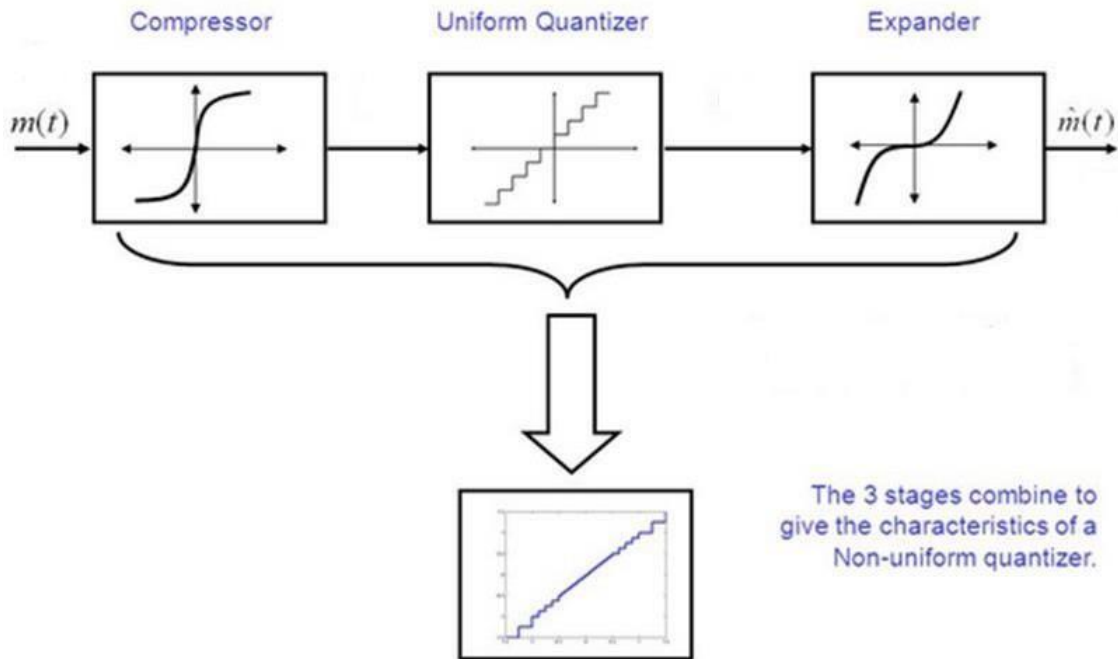 Compressor
Uniform Quantizer
Expander
m(t)
m̂(t)
The 3 stages combine to
give the characteristics of a
Non-uniform quantizer.